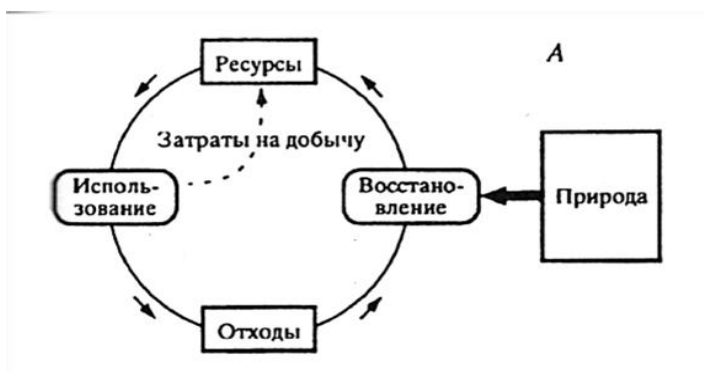 Ресурсы
А
Затраты на добычу
Исполь-
зование
Восстано-
вление
Природа
Отходы